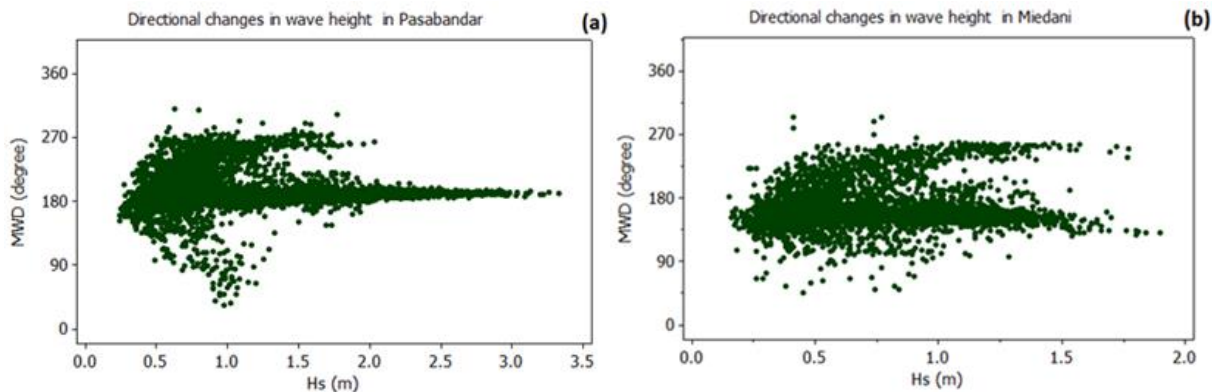 Directional changes in wave height in Pasabandar
(a)
MWD (degree)
360
270
180
90
0
0.0 0.5 1.0 1.5 2.0 2.5 3.0 3.5
Hs (m)
Directional changes in wave height in Miedani
(b)
MWD (degree)
360
270
180
90
0
0.0 0.5 1.0 1.5 2.0
Hs (m)